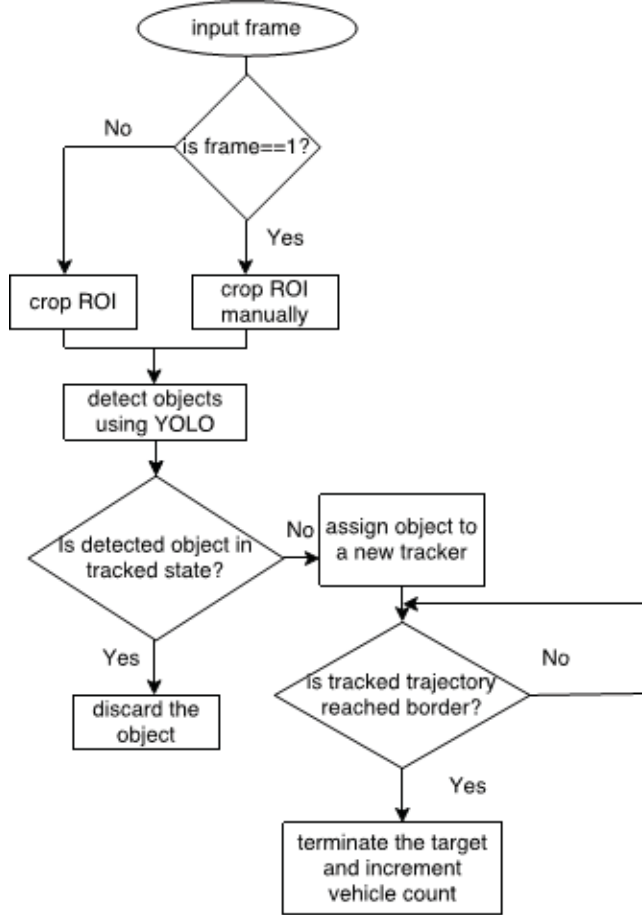 input frame
is frame==1?
No
Yes
crop ROI
crop ROI
manually
detect objects
using YOLO
Is detected object in
tracked state?
No
assign object to
a new tracker
Yes
discard the
object
Is tracked trajectory
reached border?
No
Yes
terminate the target
and increment
vehicle count